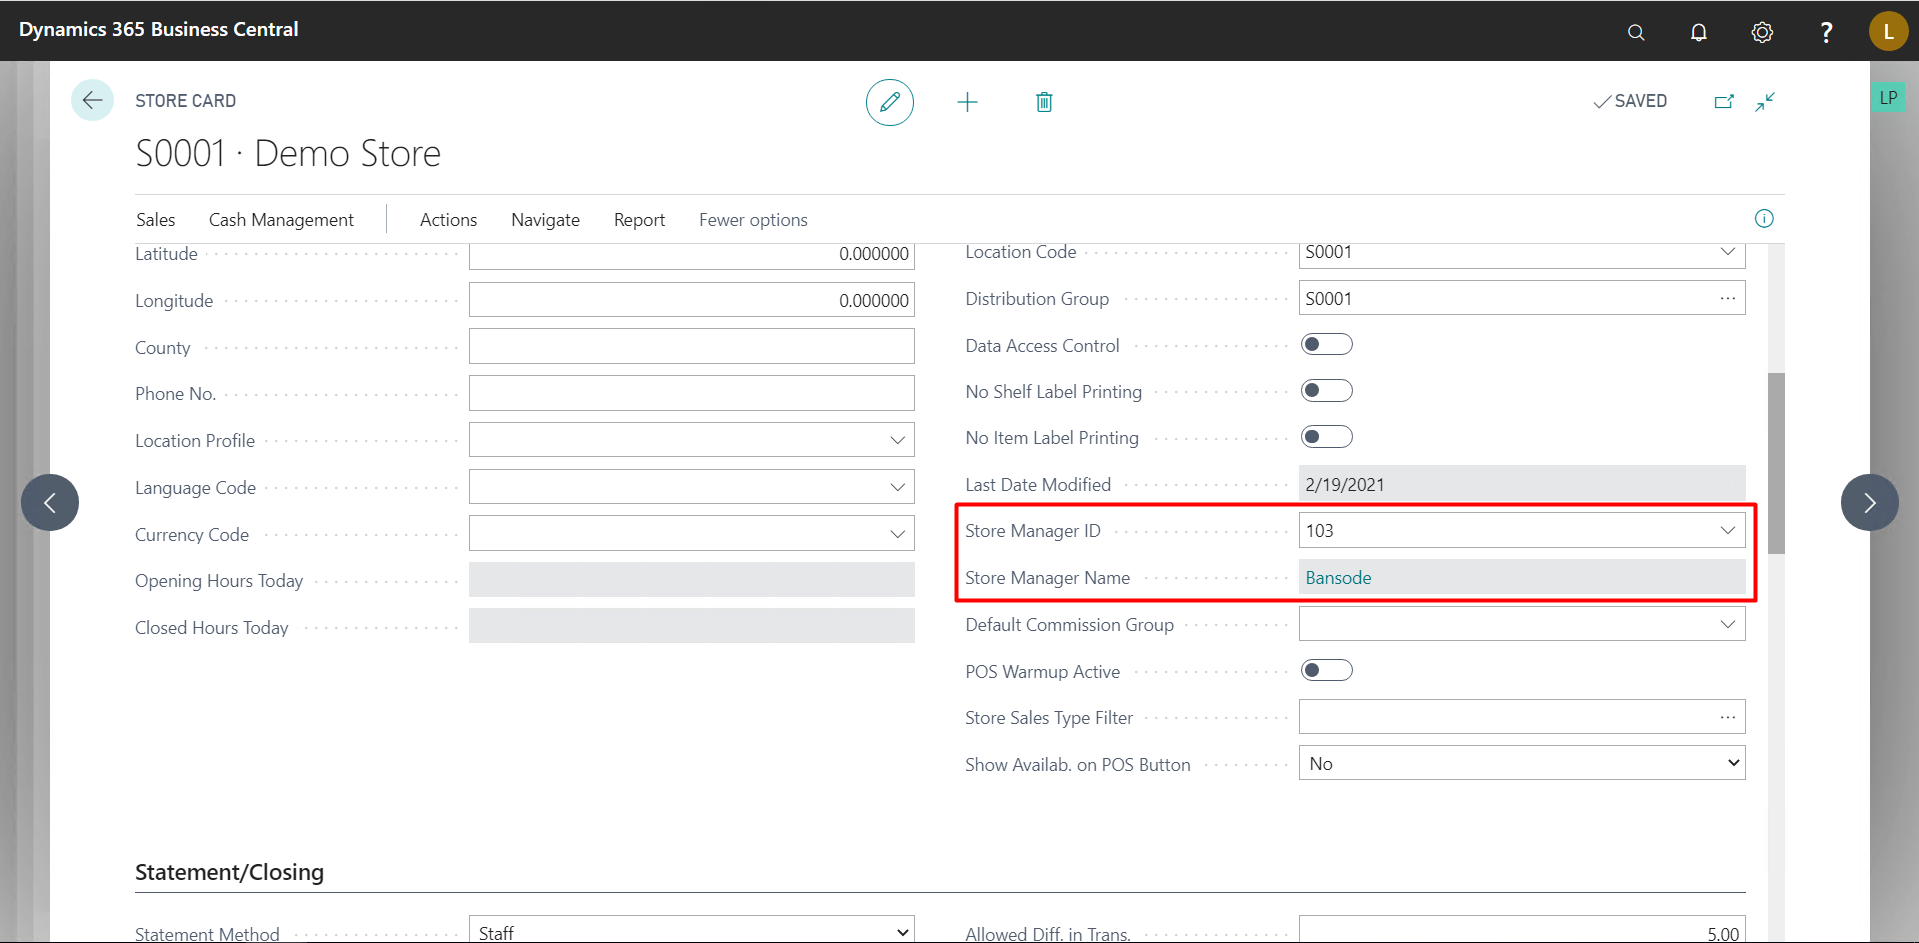 Dynamics 365 Business Central
?
L
STORE CARD
SAVED
LP
S0001 · Demo Store
Sales Cash Management Actions Navigate Report Fewer options
Latitude 0.000000
Longitude 0.000000
County
Phone No.
Location Profile
Language Code
Currency Code
Opening Hours Today
Closed Hours Today
Location Code S0001
Distribution Group S0001 ...
Data Access Control
No Shelf Label Printing
No Item Label Printing
Last Date Modified 2/19/2021
Store Manager ID 103
Store Manager Name Bansode
Default Commission Group
POS Warmup Active
Store Sales Type Filter ...
Show Availab. on POS Button No
Statement/Closing
Statement Method Staff
Allowed Diff. in Trans. 5.00